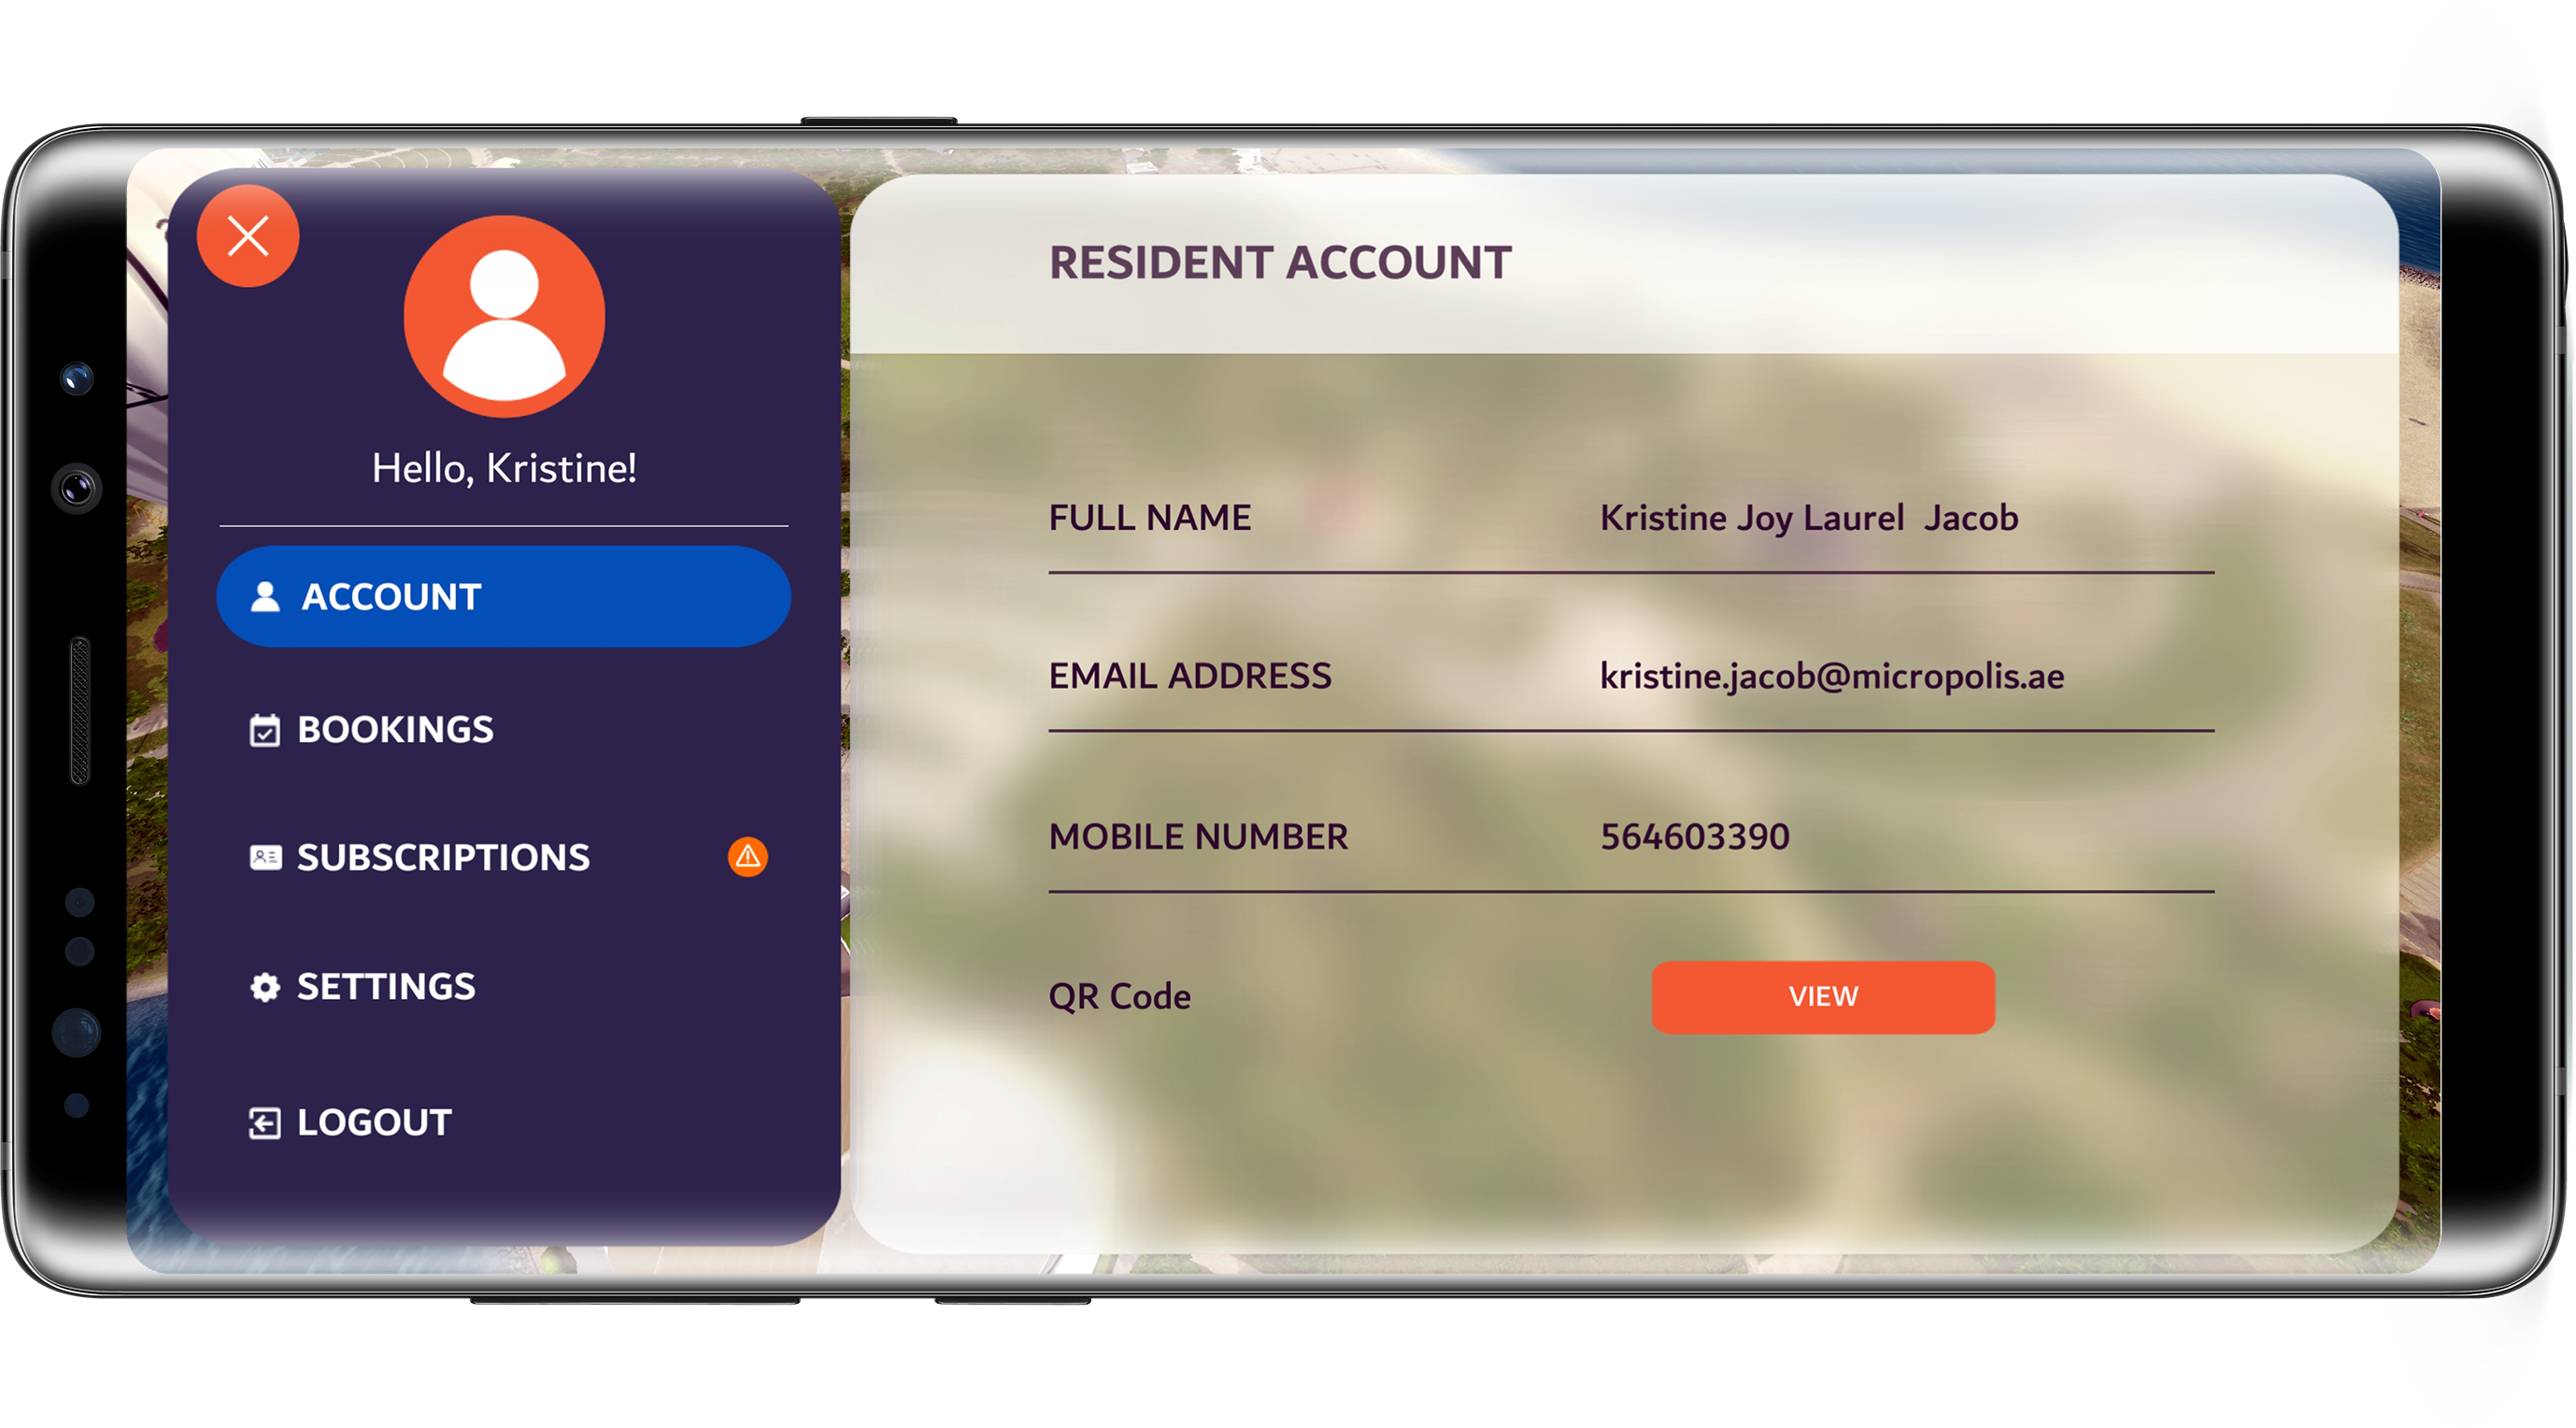 Hello, Kristine!
ACCOUNT
BOOKINGS
SUBSCRIPTIONS
SETTINGS
LOGOUT
RESIDENT ACCOUNT
FULL NAME Kristine Joy Laurel  Jacob
EMAIL ADDRESS kristine.jacob@micropolis.ae
MOBILE NUMBER 564603390
QR Code VIEW